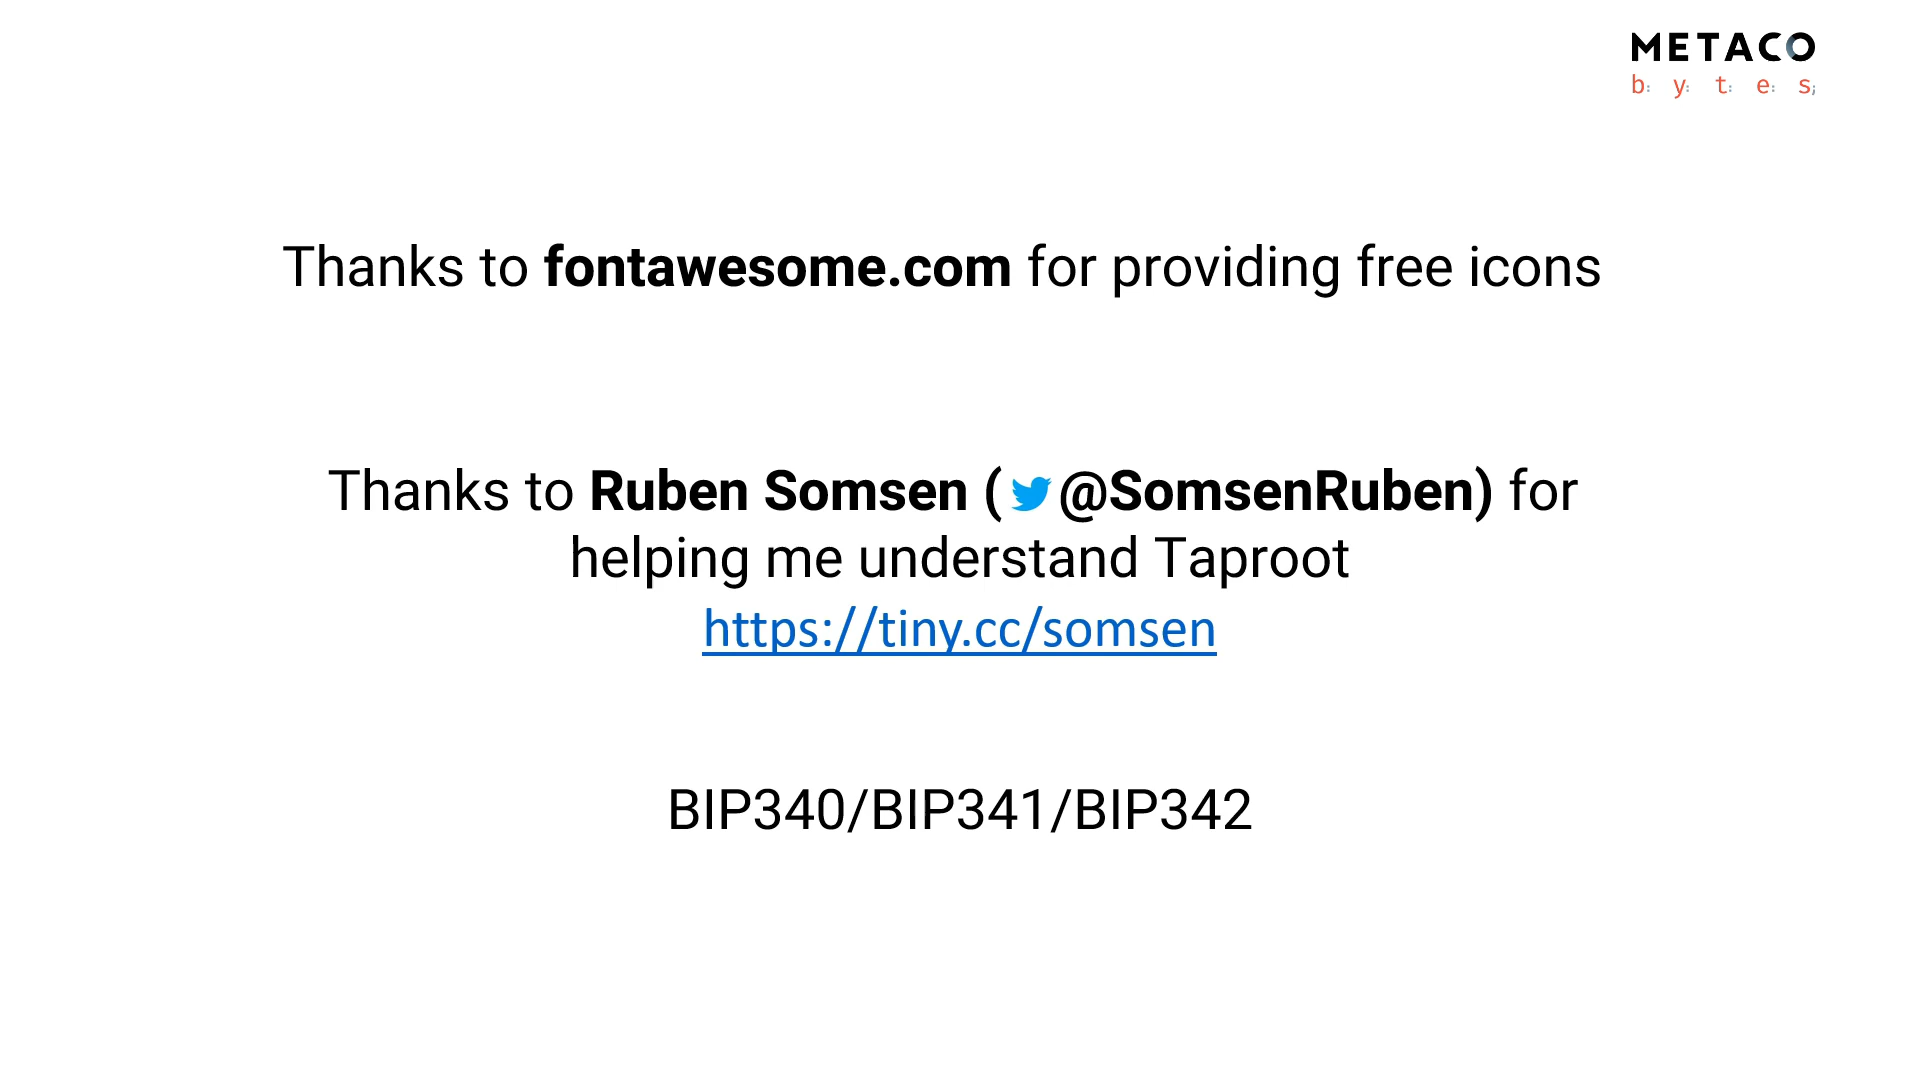 METACO
b: y: t: e: s;
Thanks to fontawesome.com for providing free icons
Thanks to Ruben Somsen (@SomsenRuben) for
helping me understand Taproot
https://tiny.cc/somsen
BIP340/BIP341/BIP342